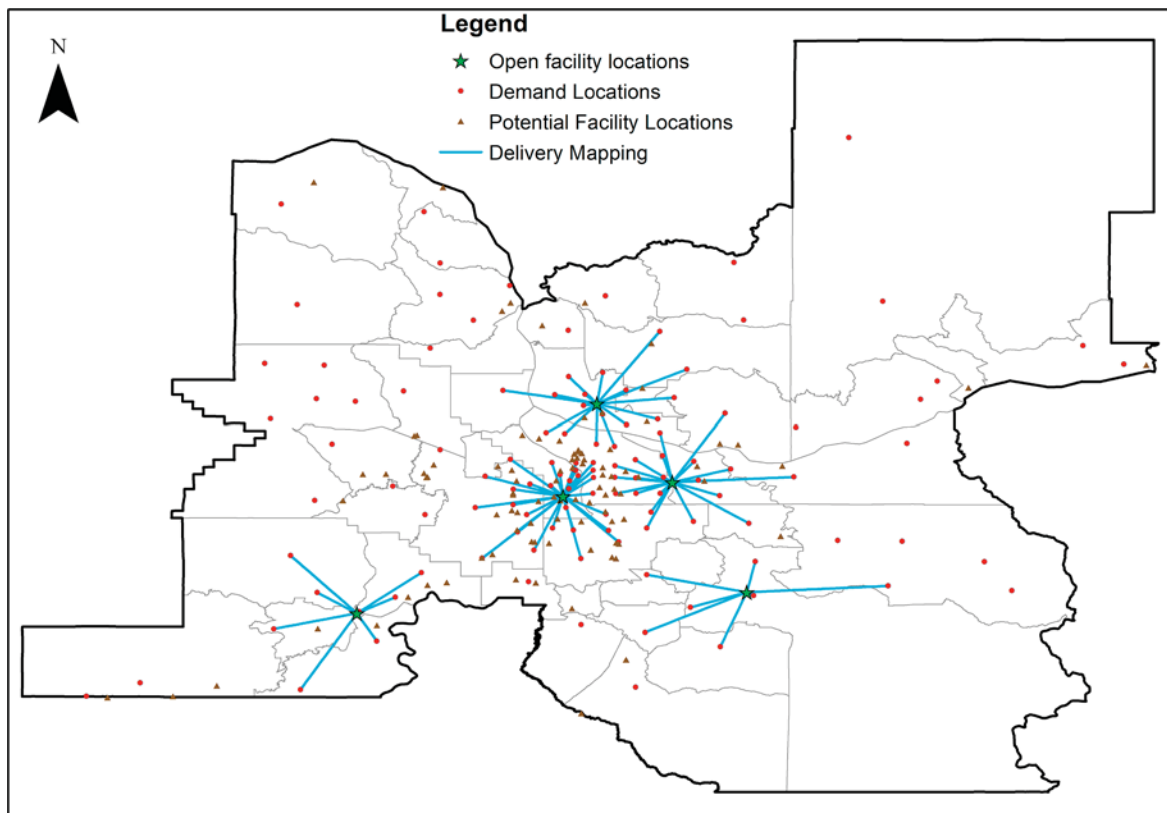 Legend
N
Open facility locations
Demand Locations
Potential Facility Locations
Delivery Mapping